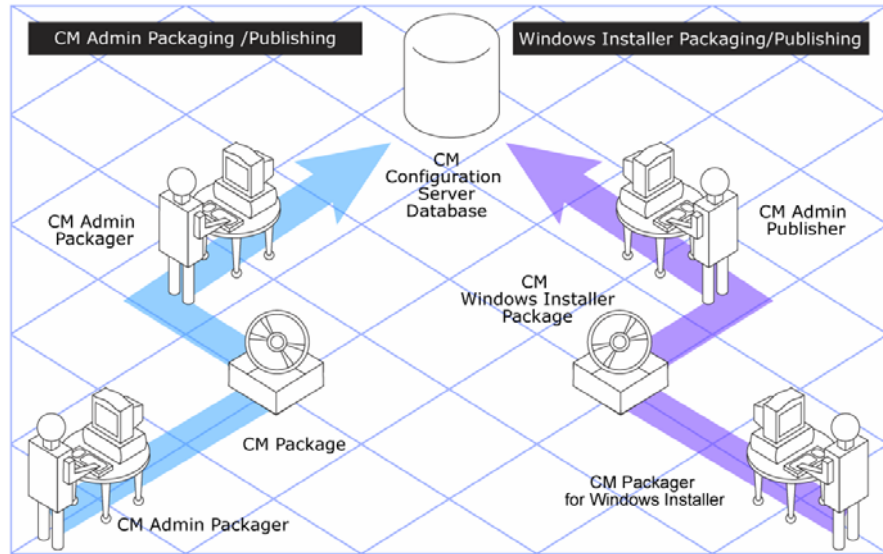 CM Admin Packaging /Publishing
Windows Installer Packaging/Publishing
CM
Configuration
Server
Database
CM Admin
Packager
CM Admin
Publisher
CM
Windows Installer
Package
CM Package
CM Packager
for Windows Installer
CM Admin Packager